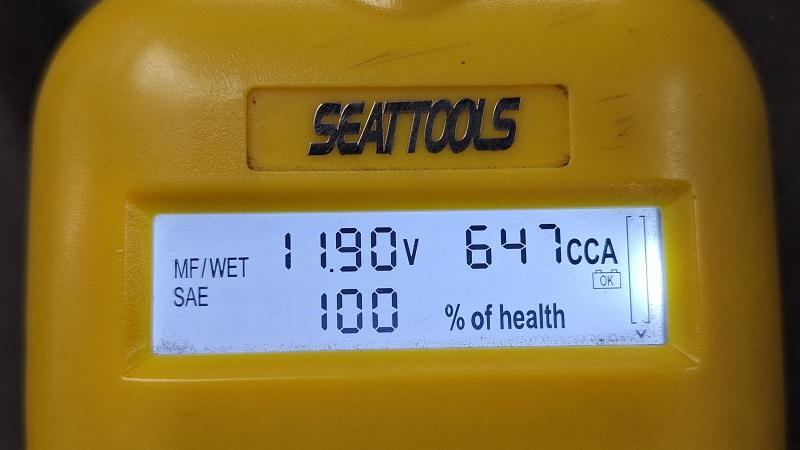 SEATTOOLS
MF/WET 11.90V 647CCA
SAE OK
100 % of health